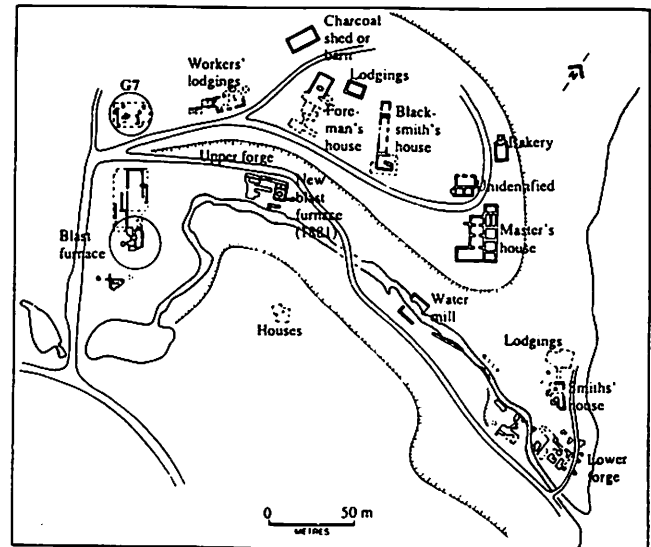 Charcoal
shed or
barn
Workers'
lodgings
Lodgings
G7
Fore-
man's
house
Black-
smith's
house
Bakery
Upper forge
Unidentified
New
blast
furnace
(1881)
Master's
house
Blast
furnace
Water
mill
Houses
Lodgings
Smiths'
house
Lower
forge
0 50 m
METRES